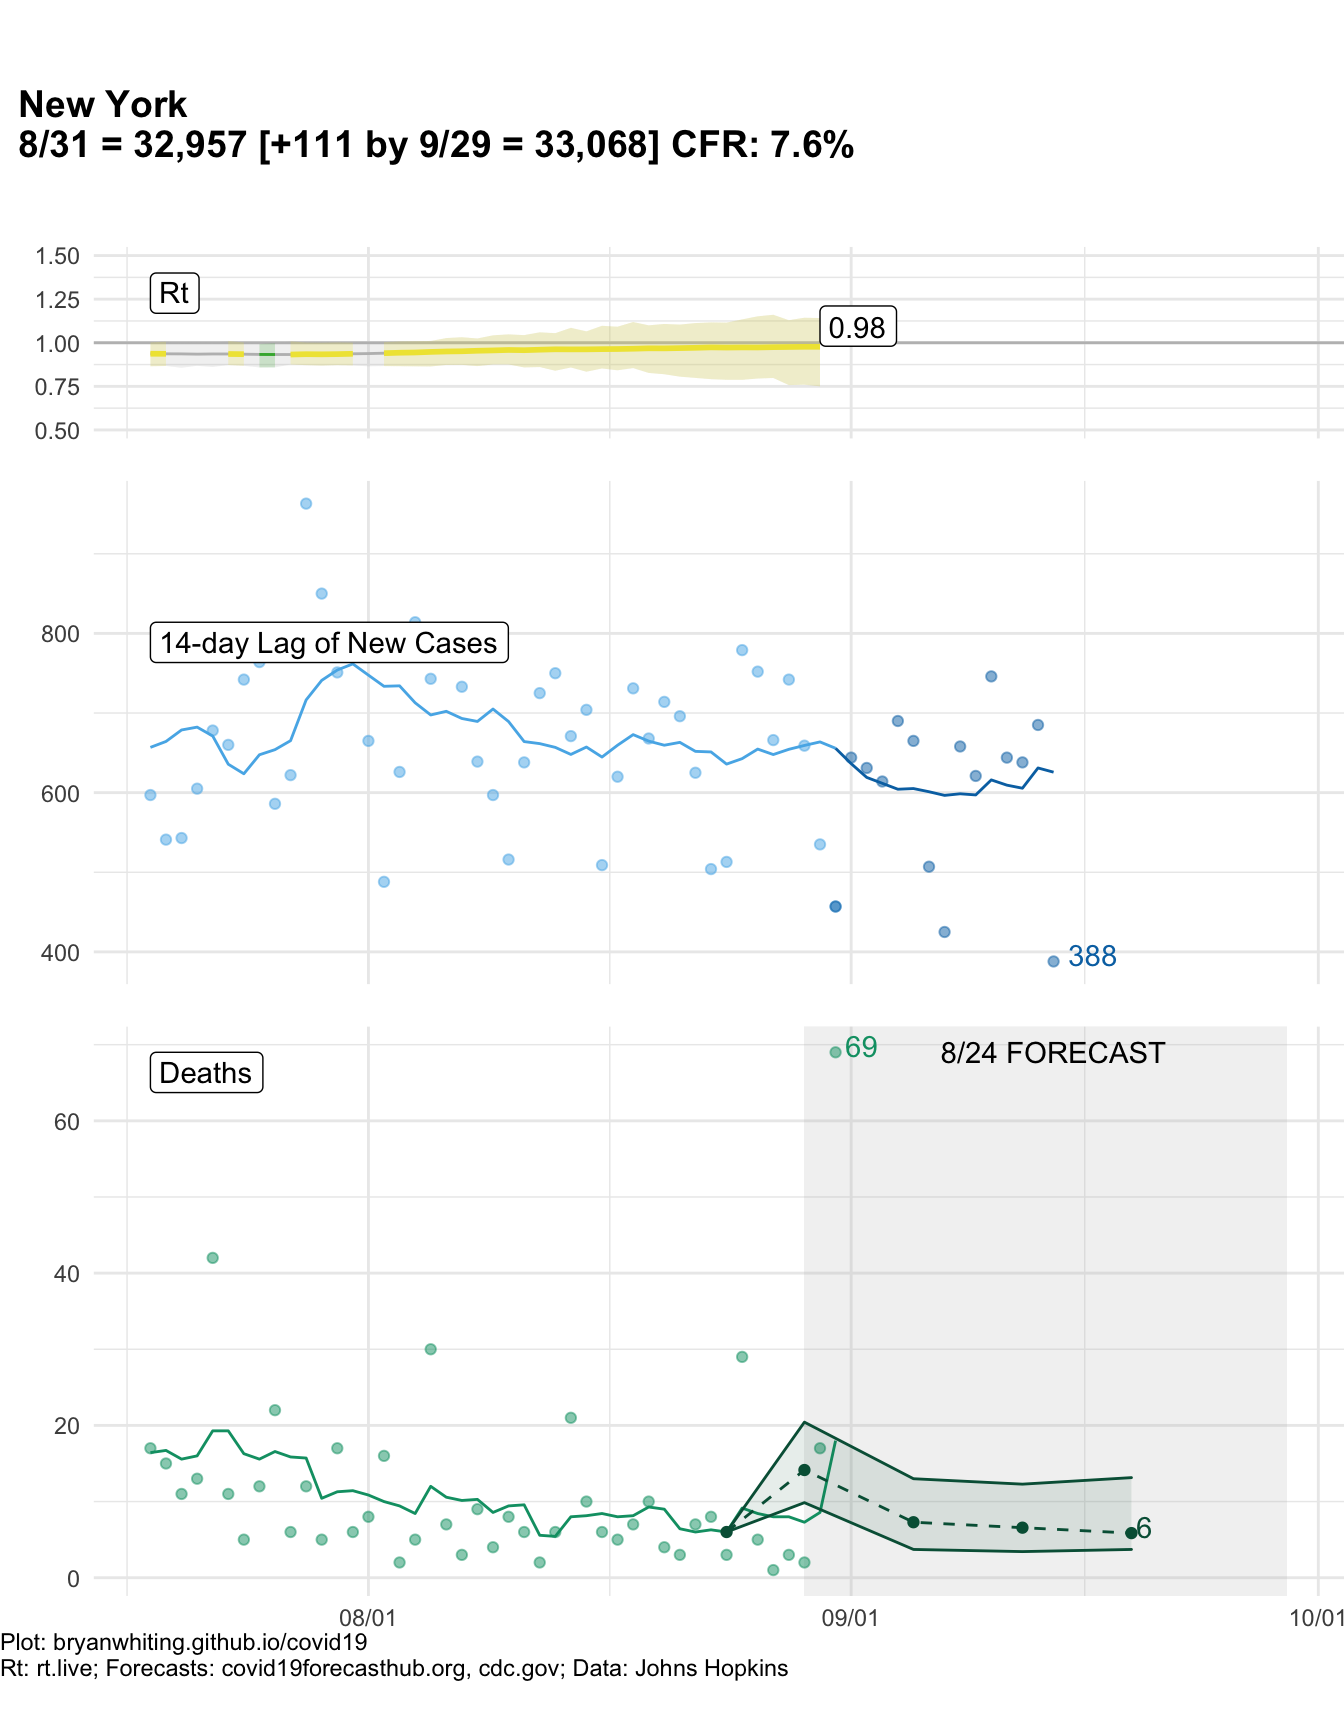 New York
8/31 = 32,957 [+111 by 9/29 = 33,068] CFR: 7.6%
1.50
Rt
1.25
0.98
1.00
0.75
0.50
14-day Lag of New Cases
800
600
400
388
69
8/24 FORECAST
Deaths
60
40
20
6
0
08/01
09/01
10/01
Plot: bryanwhiting.github.io/covid19
Rt: rt.live; Forecasts: covid19forecasthub.org, cdc.gov; Data: Johns Hopkins